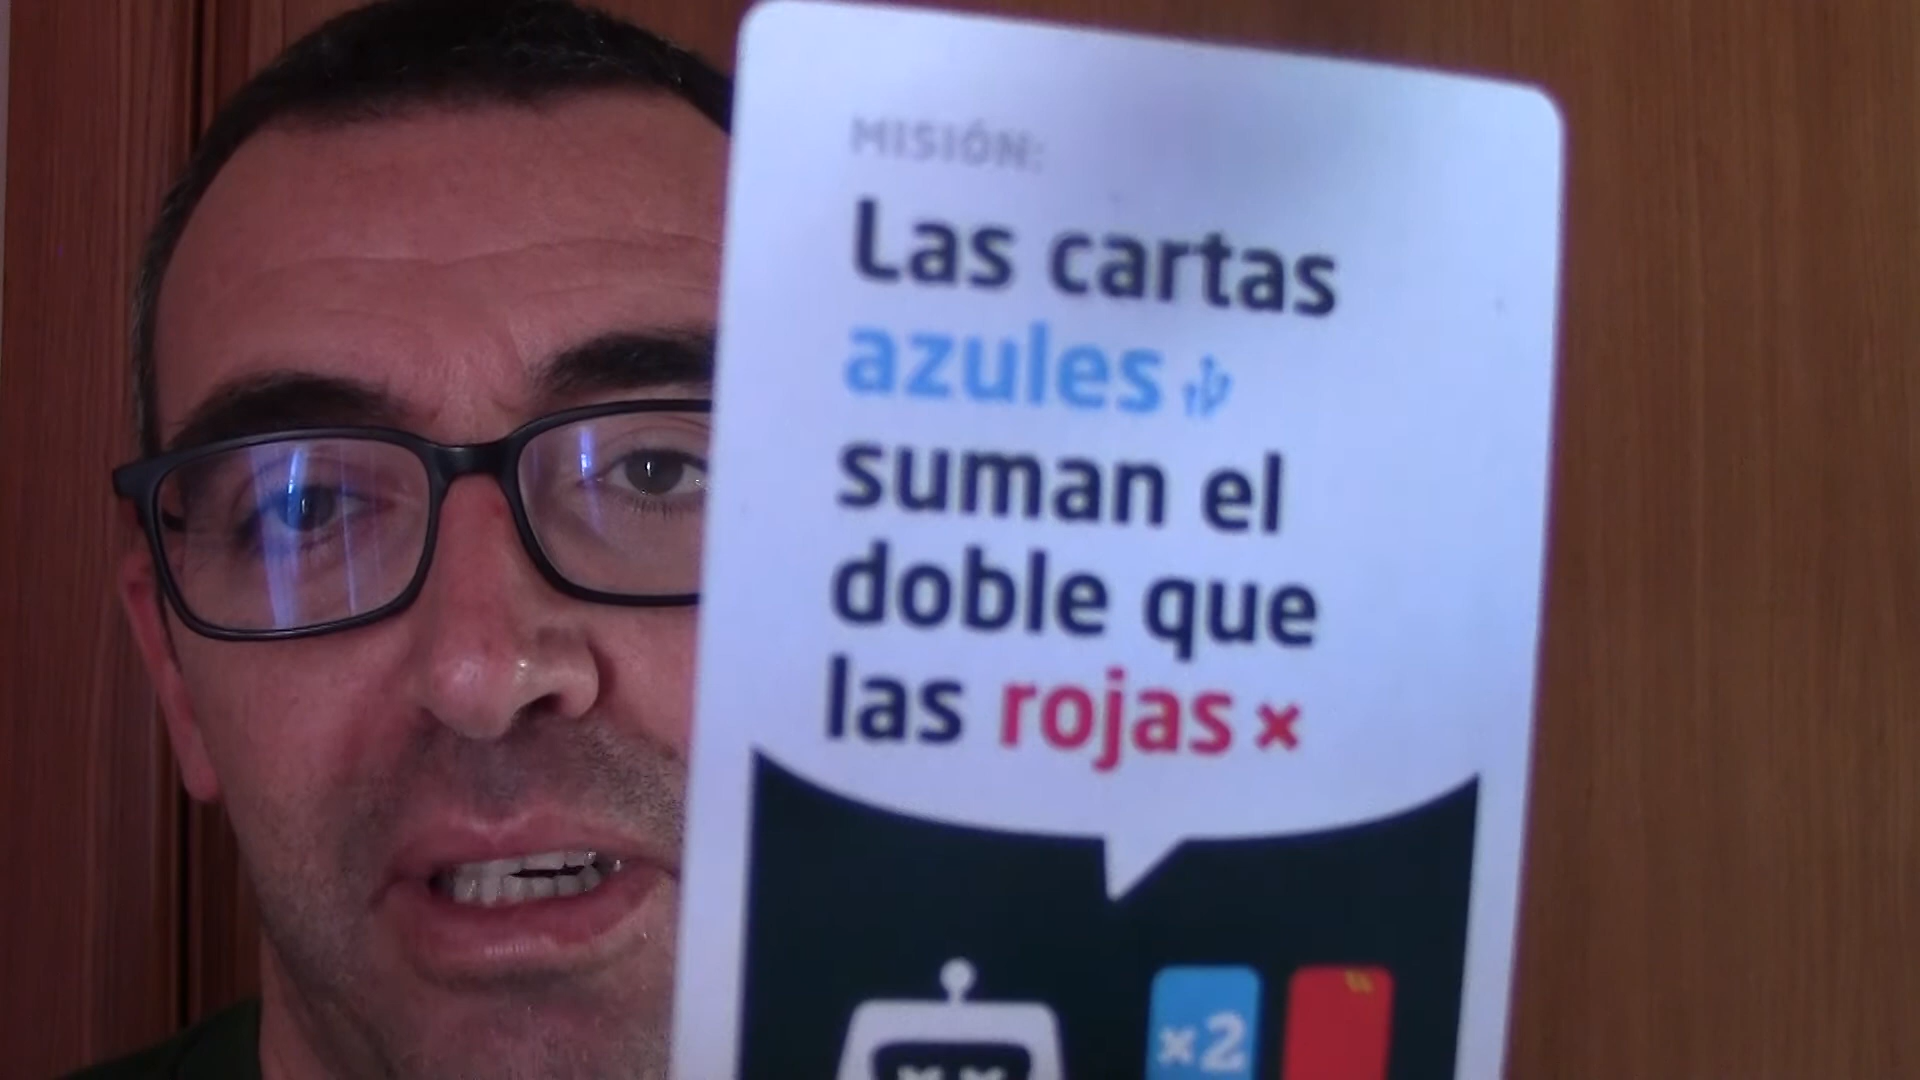 MISIÓN:
Las cartas
azules
suman el
doble que
las rojas ×
×2